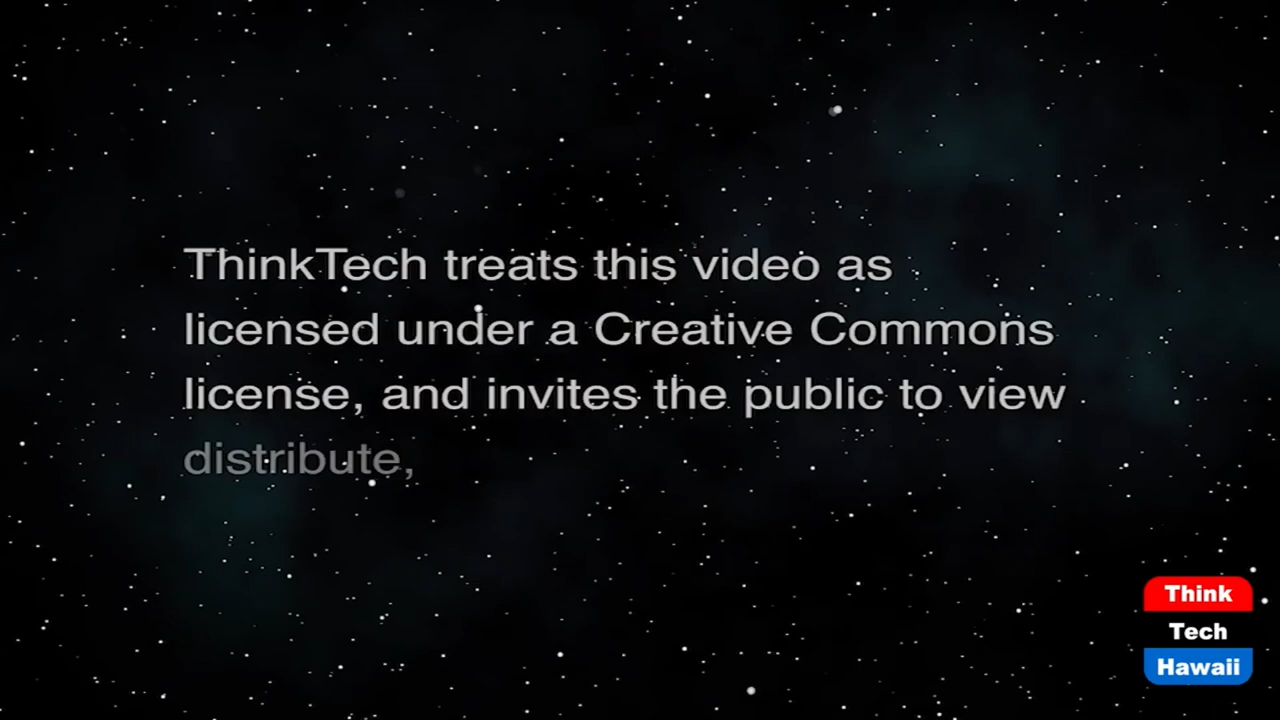 ThinkTech treats this video as
licensed under a Creative Commons
license, and invites the public to view
distribute,
Think
Tech
Hawaii